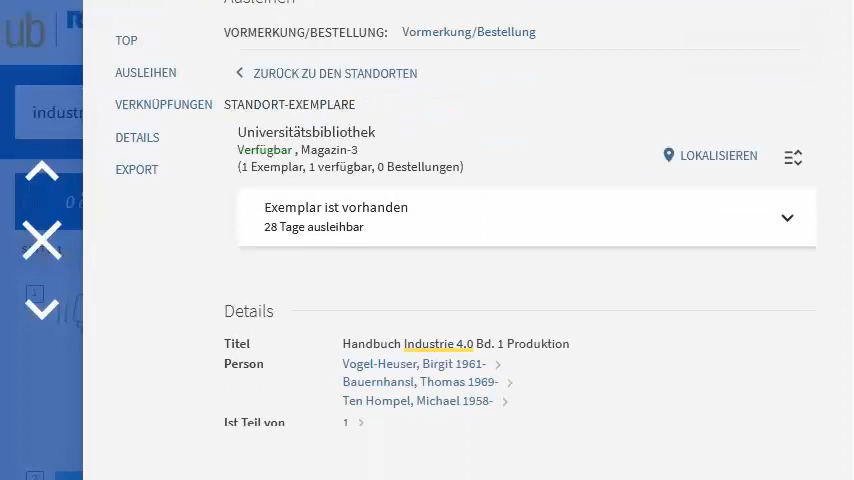 Ausleihen
ub
TOP
VORMERKUNG/BESTELLUNG: Vormerkung/Bestellung
AUSLEIHEN
ZURÜCK ZU DEN STANDORTEN
VERKNÜPFUNGEN
STANDORT-EXEMPLARE
industri
DETAILS
Universitätsbibliothek
Verfügbar , Magazin-3
LOKALISIEREN
(1 Exemplar, 1 verfügbar, 0 Bestellungen)
EXPORT
Exemplar ist vorhanden
28 Tage ausleihbar
1
Details
Titel Handbuch Industrie 4.0 Bd. 1 Produktion
Person Vogel-Heuser, Birgit 1961-
Bauernhansl, Thomas 1969-
Ten Hompel, Michael 1958-
Ist Teil von 1
2